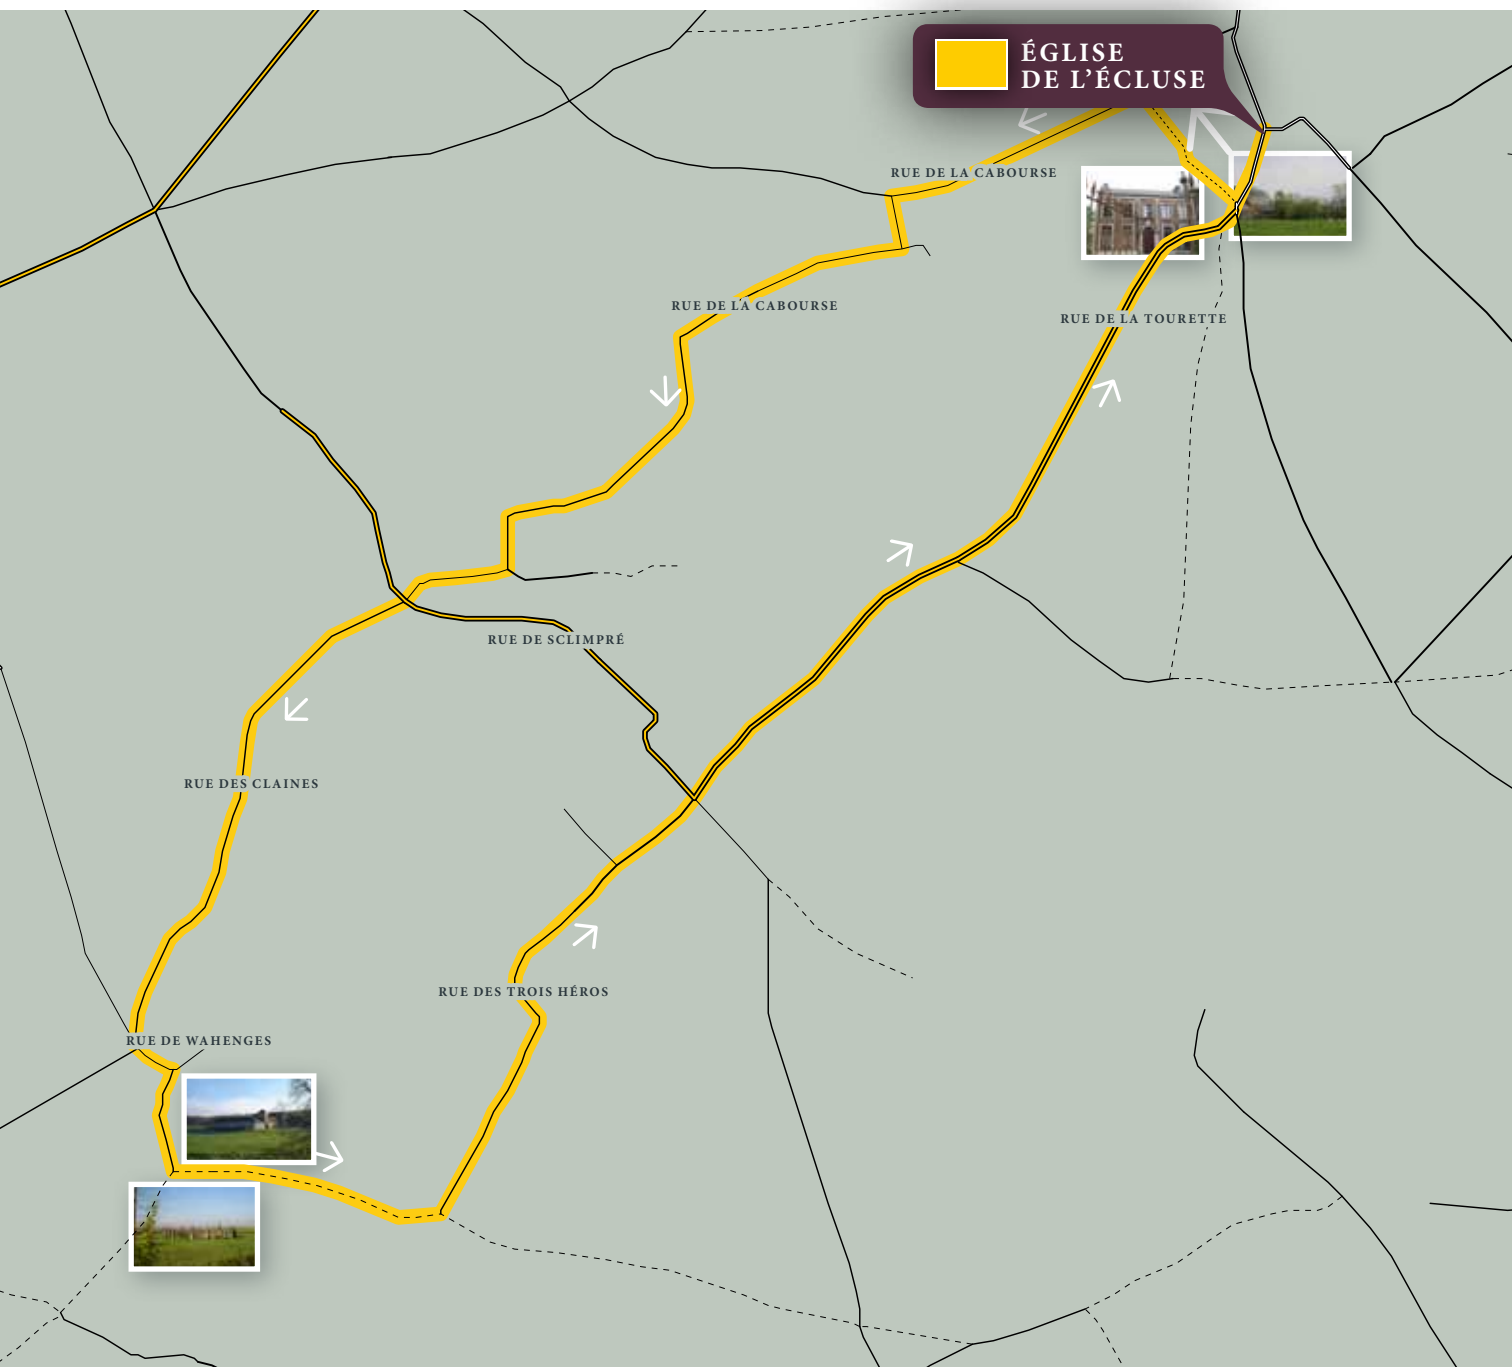 ÉGLISE
DE L'ÉCLUSE
RUE DE LA CABOURSE
RUE DE LA CABOURSE
RUE DE LA TOURETTE
RUE DE SCLIMPRÉ
RUE DES CLAINES
RUE DES TROIS HÉROS
RUE DE WAHENGES